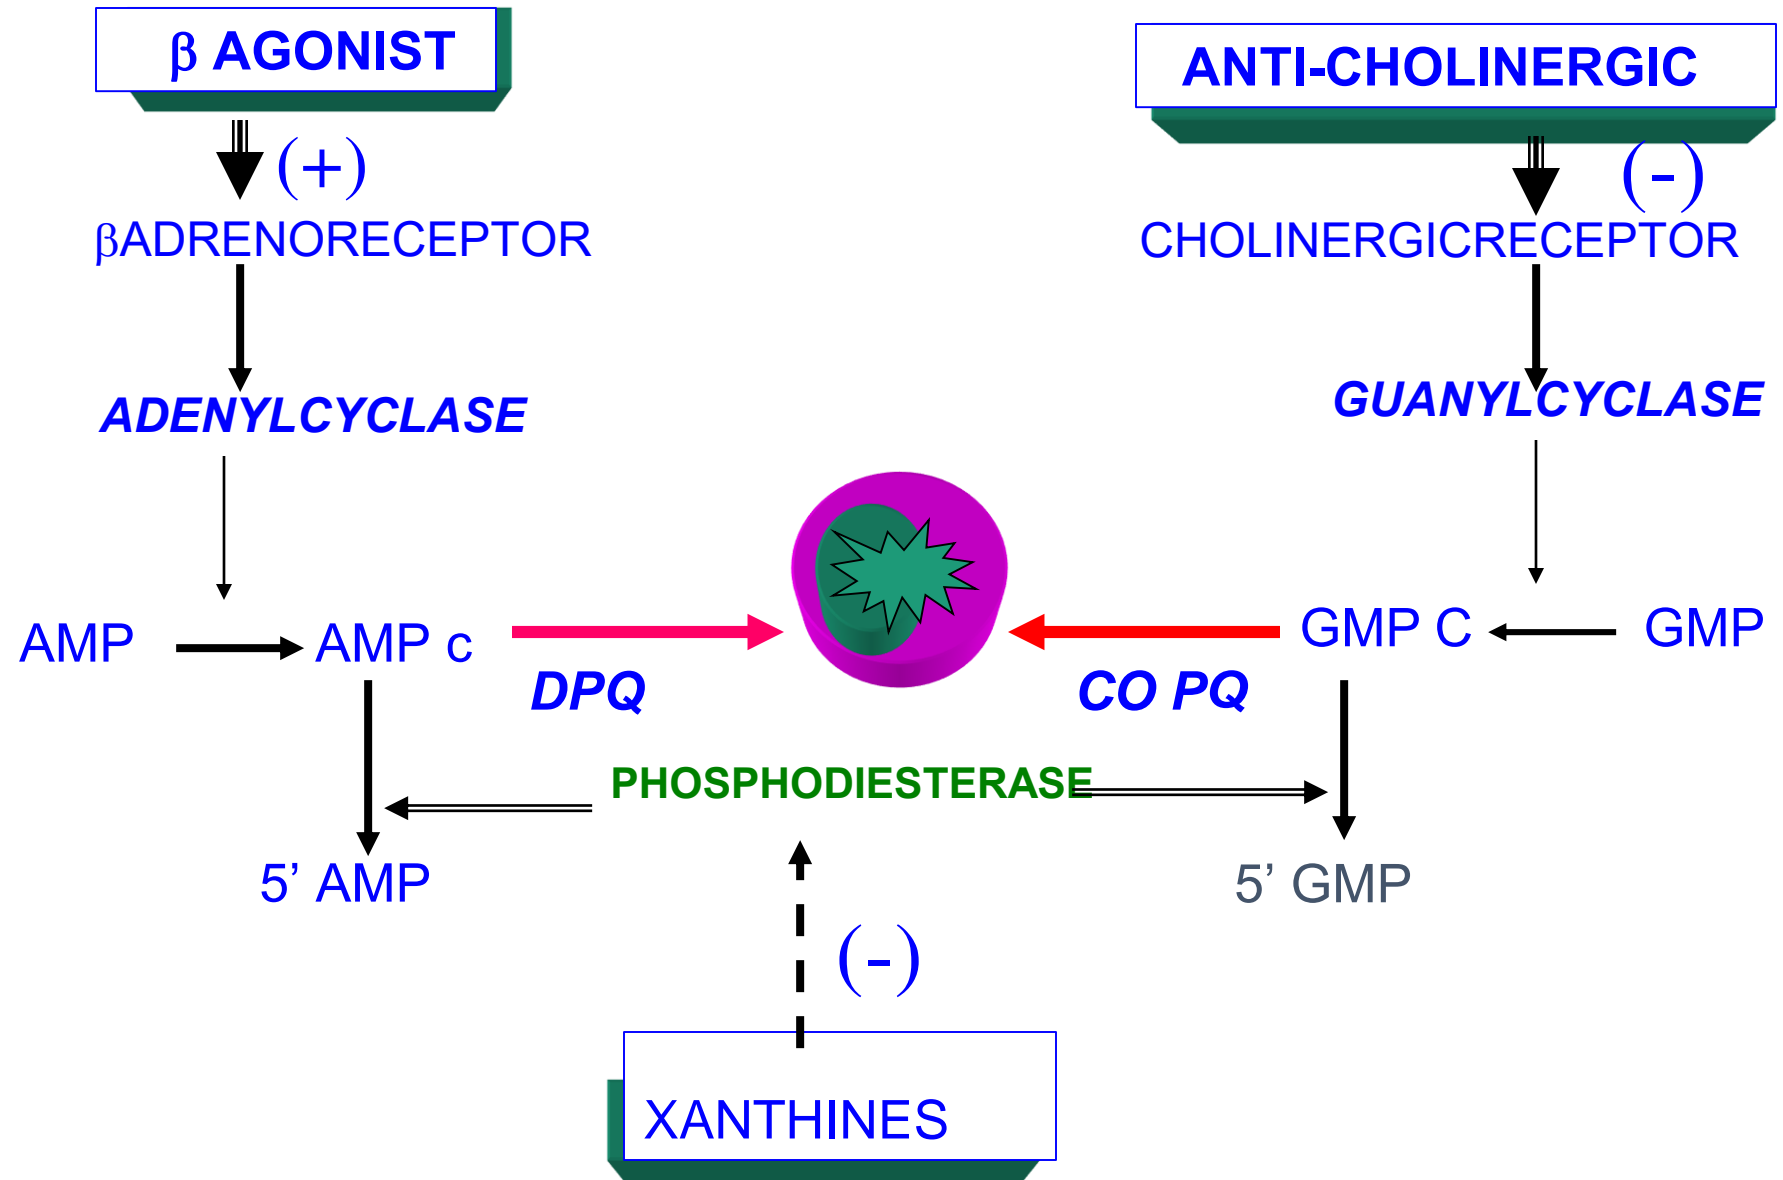 β AGONIST
ANTI-CHOLINERGIC
(+)
(-)
βADRENORECEPTOR
CHOLINERGICRECEPTOR
ADENYLCYCLASE
GUANYLCYCLASE
AMP
AMP c
GMP C
GMP
DPQ
CO PQ
PHOSPHODIESTERASE
5’ AMP
5’ GMP
(-)
XANTHINES